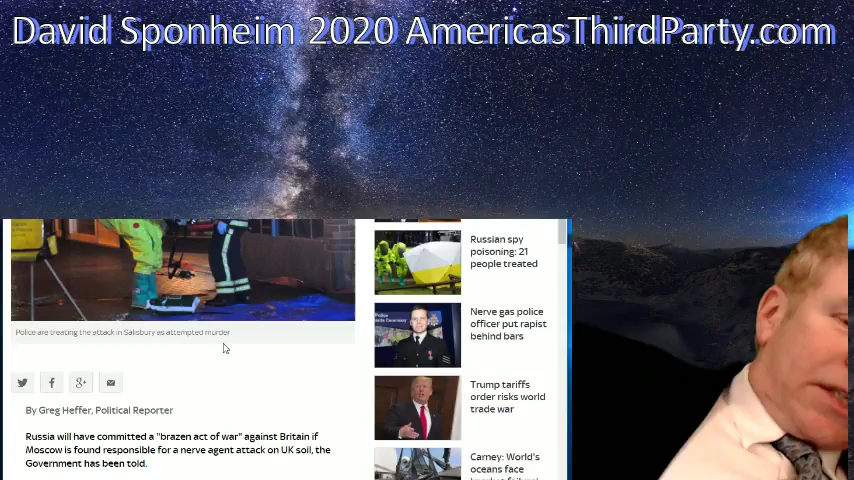 David Sponheim 2020 AmericasThirdParty.com
Police are treating the attack in Salisbury as attempted murder
By Greg Heffer, Political Reporter
Russia will have committed a "brazen act of war" against Britain if
Moscow is found responsible for a nerve agent attack on UK soil, the
Government has been told.
Russian spy
poisoning: 21
people treated
Nerve gas police
officer put rapist
behind bars
Trump tariffs
order risks world
trade war
Carney: World's
oceans face